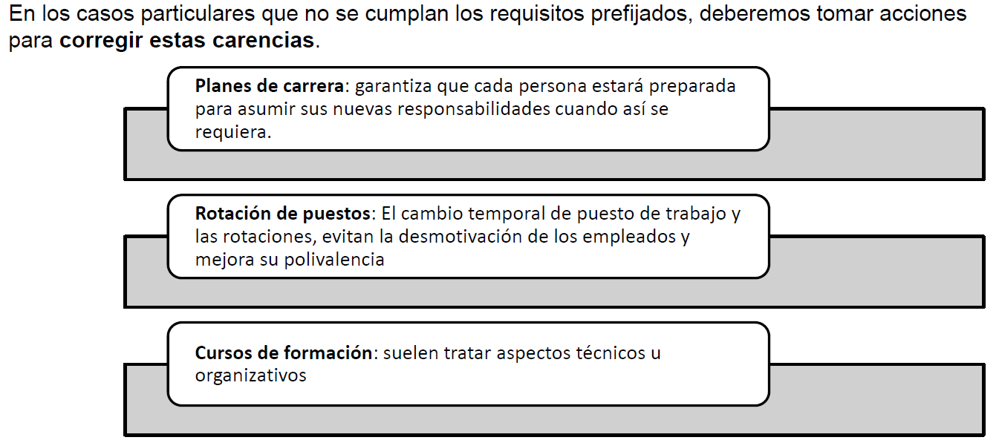 En los casos particulares que no se cumplan los requisitos prefijados, deberemos tomar acciones
para corregir estas carencias.
Planes de carrera: garantiza que cada persona estará preparada
para asumir sus nuevas responsabilidades cuando así se
requiera.
Rotación de puestos: El cambio temporal de puesto de trabajo y
las rotaciones, evitan la desmotivación de los empleados y
mejora su polivalencia
Cursos de formación: suelen tratar aspectos técnicos u
organizativos